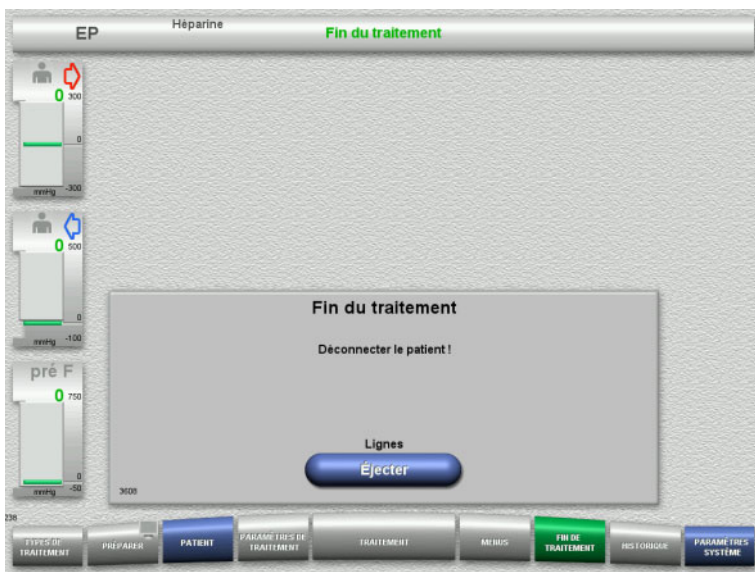 EP
Héparine
Fin du traitement
0
300
0
mmHg
-300
0
500
0
mmHg
-100
pré F
0
750
0
mmHg
-50
Fin du traitement
Déconnecter le patient !
Lignes
Éjecter
3608
238
TYPES DE
TRAITEMENT
PRÉPARER
PATIENT
PARAMÈTRES DE
TRAITEMENT
TRAITEMENT
MENUS
FIN DE
TRAITEMENT
HISTORIQUE
PARAMÈTRES
SYSTÈME